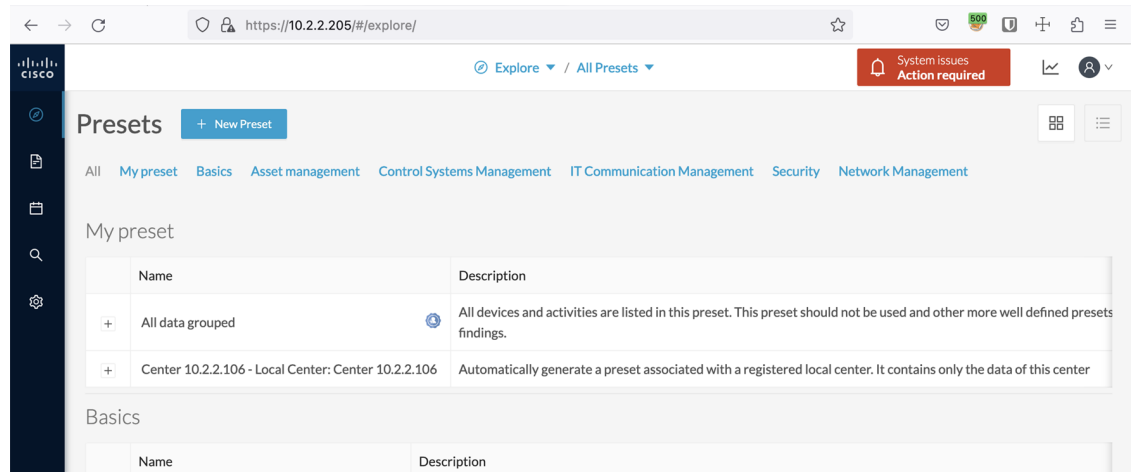 https://10.2.2.205/#/explore/
500
CISCO
Explore / All Presets
System issues
Action required
Presets
+ New Preset
All My preset Basics Asset management Control Systems Management IT Communication Management Security Network Management
My preset
Name Description
All data grouped
All devices and activities are listed in this preset. This preset should not be used and other more well defined presets
findings.
Center 10.2.2.106 - Local Center: Center 10.2.2.106 Automatically generate a preset associated with a registered local center. It contains only the data of this center
Basics
Name Description